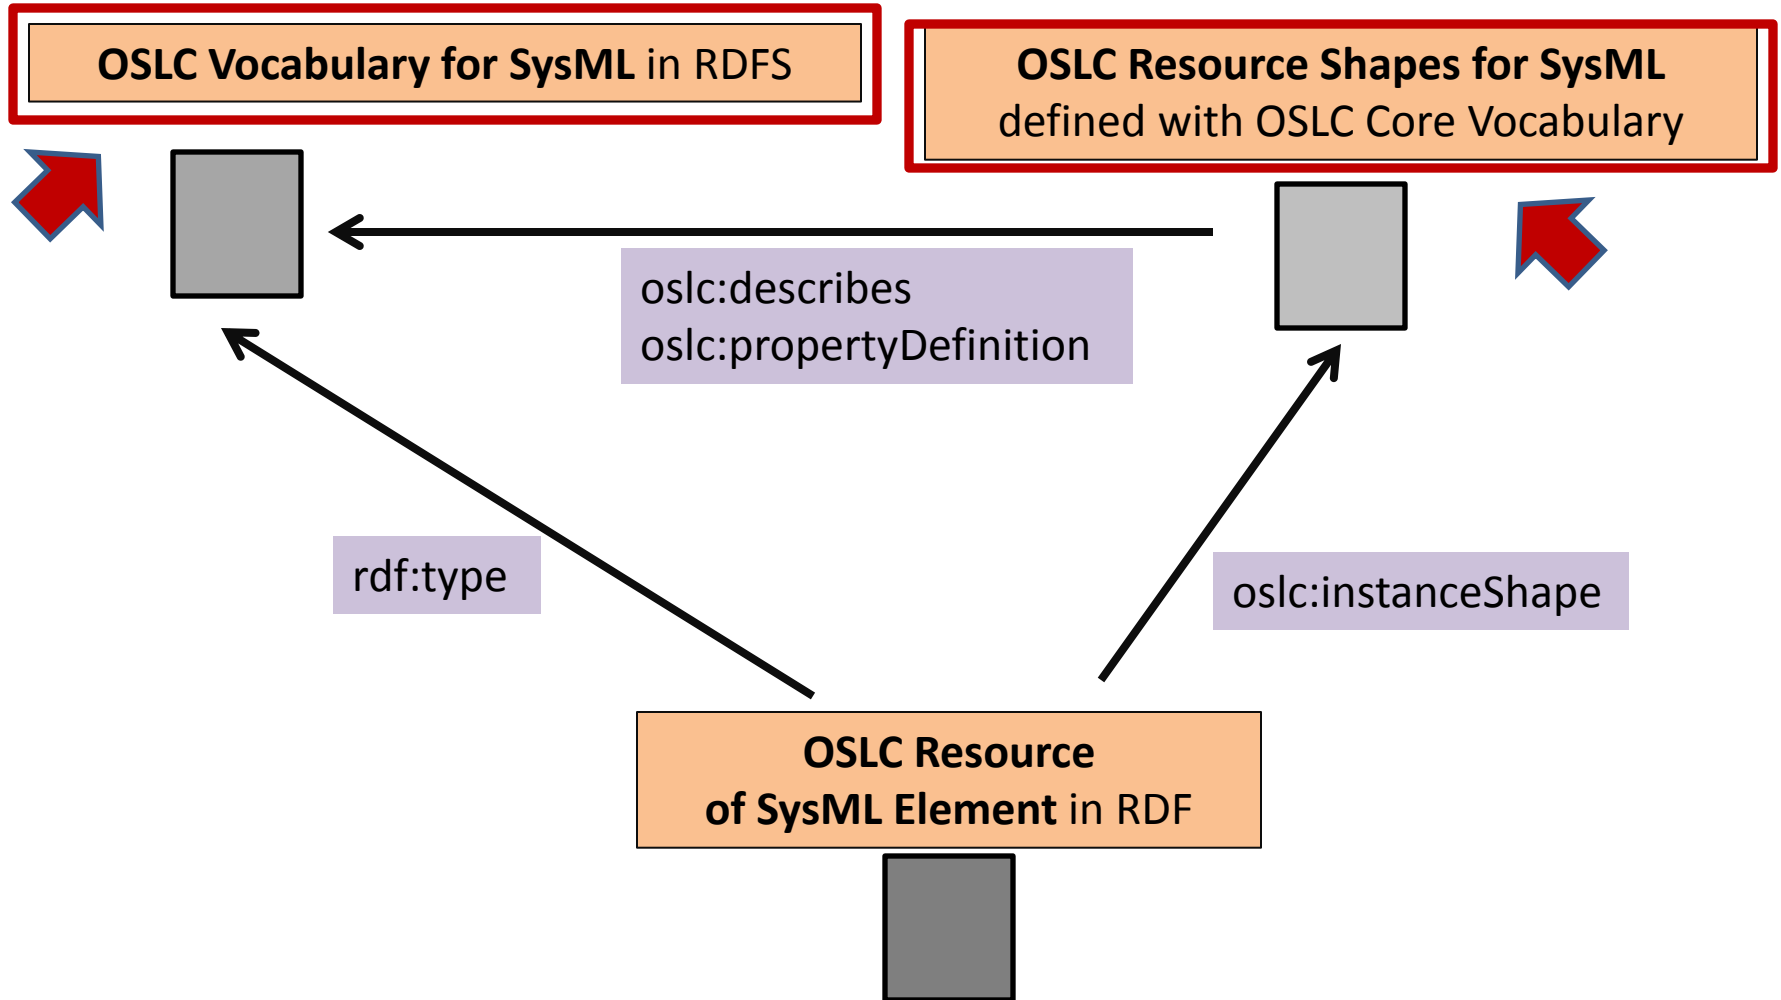 OSLC Vocabulary for SysML in RDFS
OSLC Resource Shapes for SysML
defined with OSLC Core Vocabulary
oslc:describes
oslc:propertyDefinition
rdf:type
oslc:instanceShape
OSLC Resource
of SysML Element in RDF